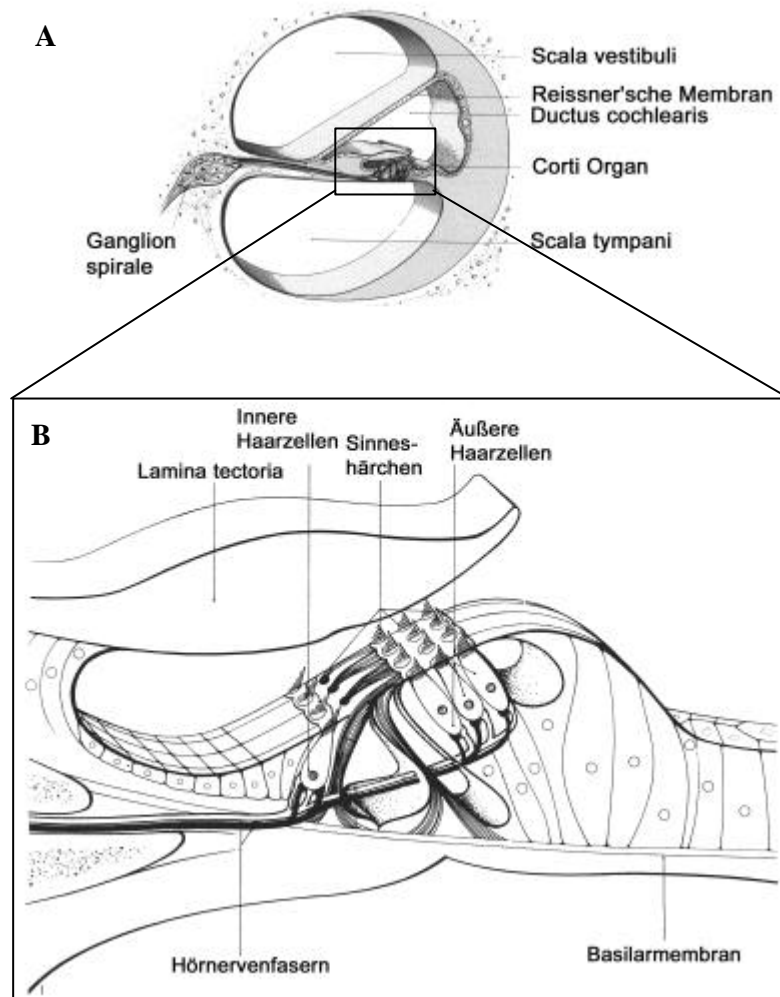 A
Scala vestibuli
Reissner'sche Membran
Ductus cochlearis
Corti Organ
Ganglion
spirale
Scala tympani
B
Innere
Haarzellen
Sinnes-
härchen
Äußere
Haarzellen
Lamina tectoria
Hörnervenfasern
Basilarmembran